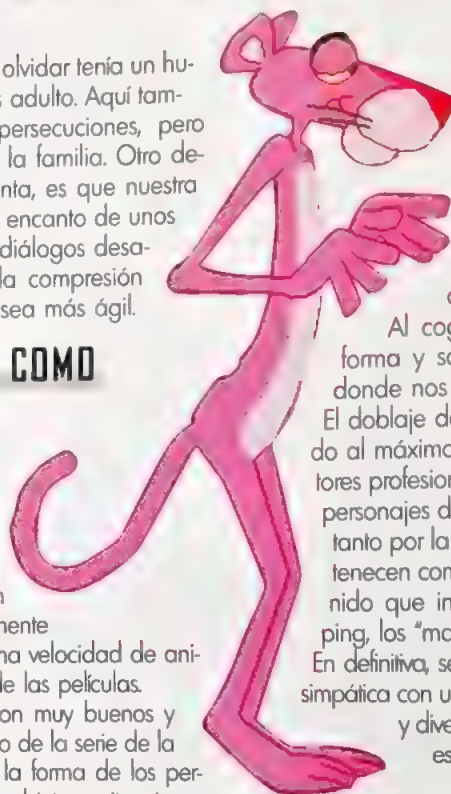 olvidar tenía un hu-
s adulto. Aquí tam-
persecuciones, pero
la familia. Otro de-
nta, es que nuestra
encanto de unos
diálogos desa-
la compresión
sea más ágil.
COMO
mente
na velocidad de ani-
de las películas.
on muy buenos y
o de la serie de la
la forma de los per-
Al cog
forma y so
donde nos
El doblaje de
do al máximo
tores profesion
personajes d
tanto por la
tenecen com
nido que in
ping, los "ma
En definitiva, se
simpática con u
y dive
es